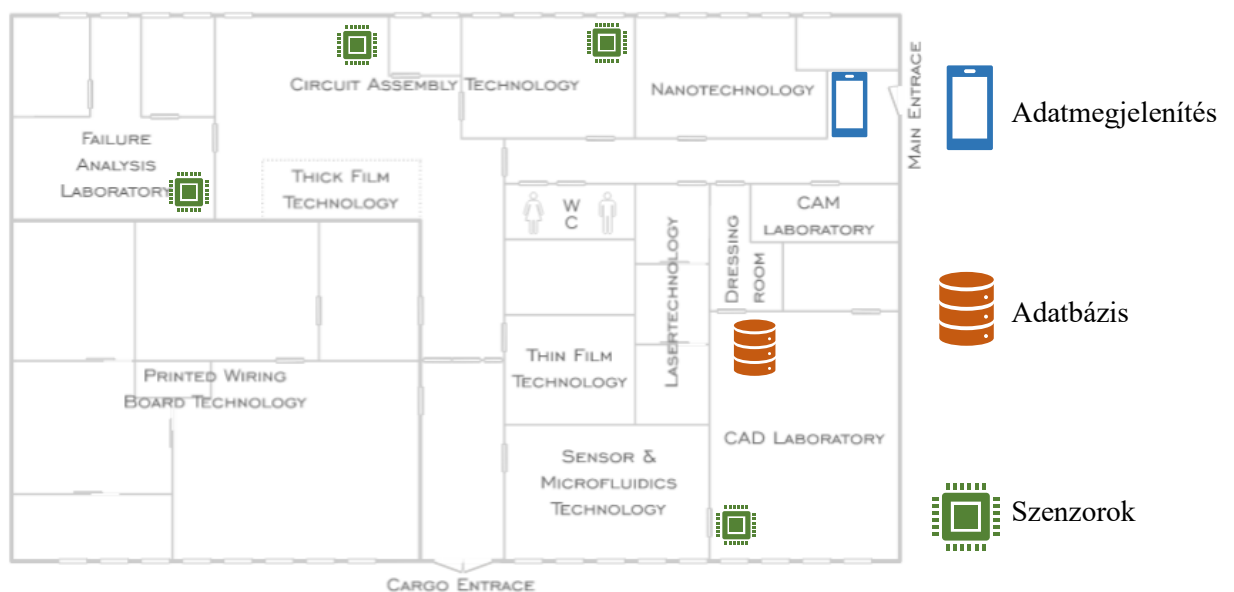 CIRCUIT ASSEMBLY TECHNOLOGY
NANOTECHNOLOGY
MAIN ENTRACE
FAILURE
ANALYSIS
LABORATORY
THICK FILM
TECHNOLOGY
W
C
LASERTECHNOLOGY
DRESSING
ROOM
CAM
LABORATORY
THIN FILM
TECHNOLOGY
PRINTED WIRING
BOARD TECHNOLOGY
CAD LABORATORY
SENSOR &
MICROFLUIDICS
TECHNOLOGY
CARGO ENTRACE
Adatmegjelenítés
Adatbázis
Szenzorok